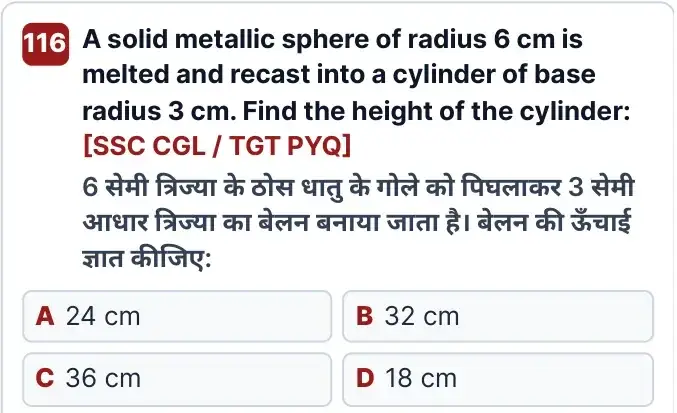 116 A solid metallic sphere of radius 6 cm is
melted and recast into a cylinder of base
radius 3 cm. Find the height of the cylinder:
[SSC CGL / TGT PYQ]
6 सेमी त्रिज्या के ठोस धातु के गोले को पिघलाकर 3 सेमी
आधार त्रिज्या का बेलन बनाया जाता है। बेलन की ऊँचाई
ज्ञात कीजिए:
A 24 cm
B 32 cm
C 36 cm
D 18 cm